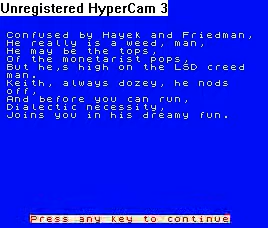 Unregistered HyperCam 3
Confused by Hayek and Friedman,
He really is a weed, man,
He may be the tops,
Of the monetarist pops,
But he,s high on the LSD creed
man.
Keith, always dozey, he nods
off,
And before you can run,
Dialectic necessity,
Joins you in his dreamy fun.
Press any key to continue